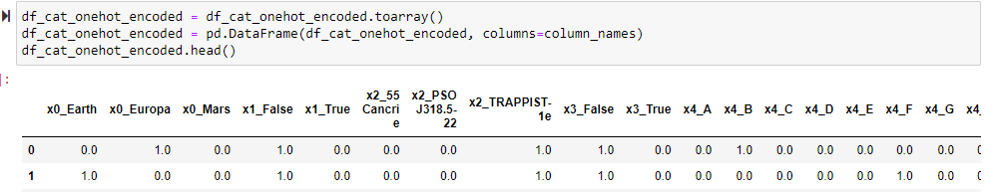 df_cat_onehot_encoded = df_cat_onehot_encoded.toarray()
df_cat_onehot_encoded = pd.DataFrame(df_cat_onehot_encoded, columns=column_names)
df_cat_onehot_encoded.head()
:
x0_Earth x0_Europa x0_Mars x1_False x1_True x2_55 Cancri e x2_PSO J318.5-22 x2_TRAPPIST-1e x3_False x3_True x4_A x4_B x4_C x4_D x4_E x4_F x4_G x4_
0 0.0 1.0 0.0 1.0 0.0 0.0 0.0 1.0 1.0 0.0 0.0 1.0 0.0 0.0 0.0 0.0 0.0
1 1.0 0.0 0.0 1.0 0.0 0.0 0.0 1.0 1.0 0.0 0.0 0.0 0.0 0.0 0.0 1.0 0.0